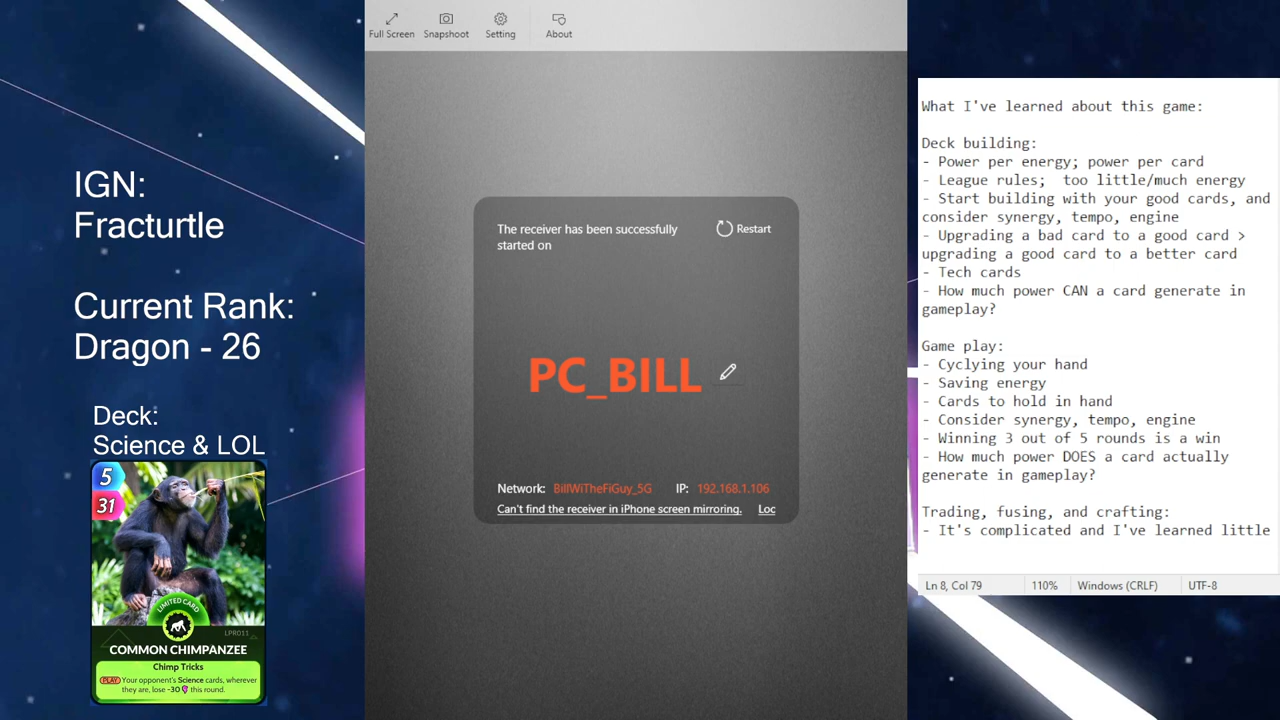 IGN:
Fracturtle
Current Rank:
Dragon - 26
Deck:
Science & LOL
5
31
LIMITED CARD
LPR011
COMMON CHIMPANZEE
Chimp Tricks
PLAY Your opponent's Science cards, wherever
they are, lose -30 this round.
Full Screen
Snapshoot
Setting
About
The receiver has been successfully
started on
Restart
PC_BILL
Network: BillWiTheFiGuy_5G IP: 192.168.1.106
Can't find the receiver in iPhone screen mirroring. Loc
What I've learned about this game:
Deck building:
- Power per energy; power per card
- League rules;  too little/much energy
- Start building with your good cards, and
consider synergy, tempo, engine
- Upgrading a bad card to a good card >
upgrading a good card to a better card
- Tech cards
- How much power CAN a card generate in
gameplay?
Game play:
- Cyclying your hand
- Saving energy
- Cards to hold in hand
- Consider synergy, tempo, engine
- Winning 3 out of 5 rounds is a win
- How much power DOES a card actually
generate in gameplay?
Trading, fusing, and crafting:
- It's complicated and I've learned little
Ln 8, Col 79
110%
Windows (CRLF)
UTF-8